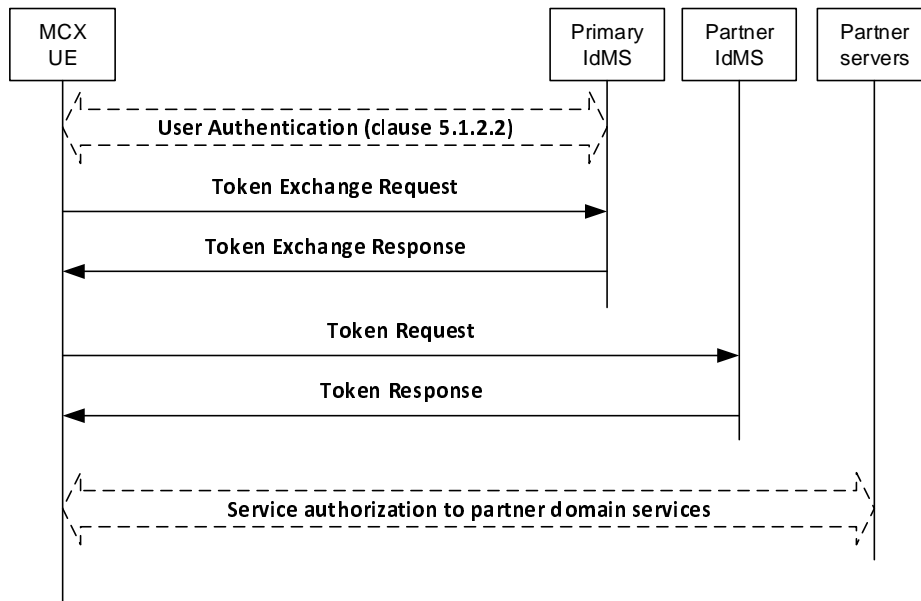 MCX
UE
Primary
IdMS
Partner
IdMS
Partner
servers
User Authentication (clause 5.1.2.2)
Token Exchange Request
Token Exchange Response
Token Request
Token Response
Service authorization to partner domain services